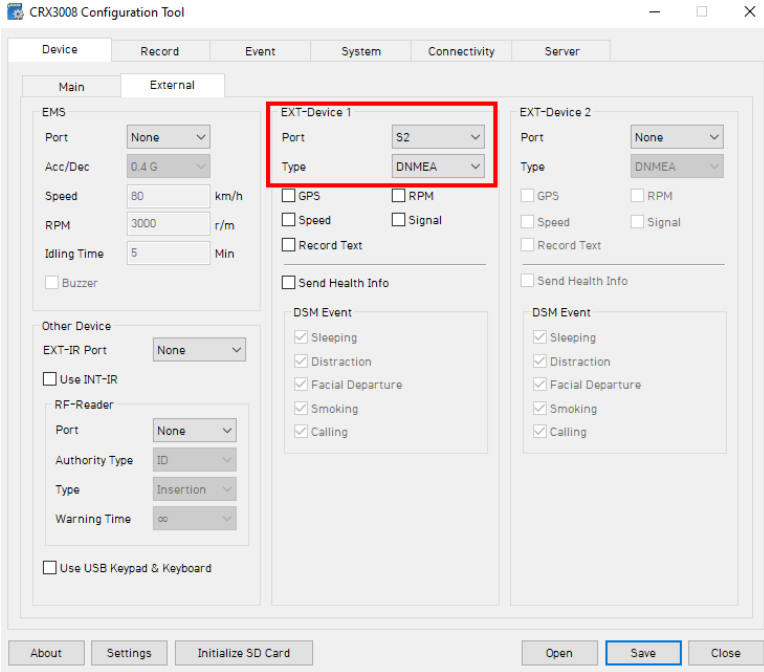 CRX3008 Configuration Tool
Device Record Event System Connectivity Server
Main External
EMS
Port None
Acc/Dec 0.4 G
Speed 80 km/h
RPM 3000 r/m
Idling Time 5 Min
Buzzer
Other Device
EXT-IR Port None
Use INT-IR
RF-Reader
Port None
Authority Type ID
Type Insertion
Warning Time ∞
Use USB Keypad & Keyboard
EXT-Device 1
Port S2
Type DNMEA
GPS RPM
Speed Signal
Record Text
Send Health Info
DSM Event
Sleeping
Distraction
Facial Departure
Smoking
Calling
EXT-Device 2
Port None
Type DNMEA
GPS RPM
Speed Signal
Record Text
Send Health Info
DSM Event
Sleeping
Distraction
Facial Departure
Smoking
Calling
About Settings Initialize SD Card Open Save Close